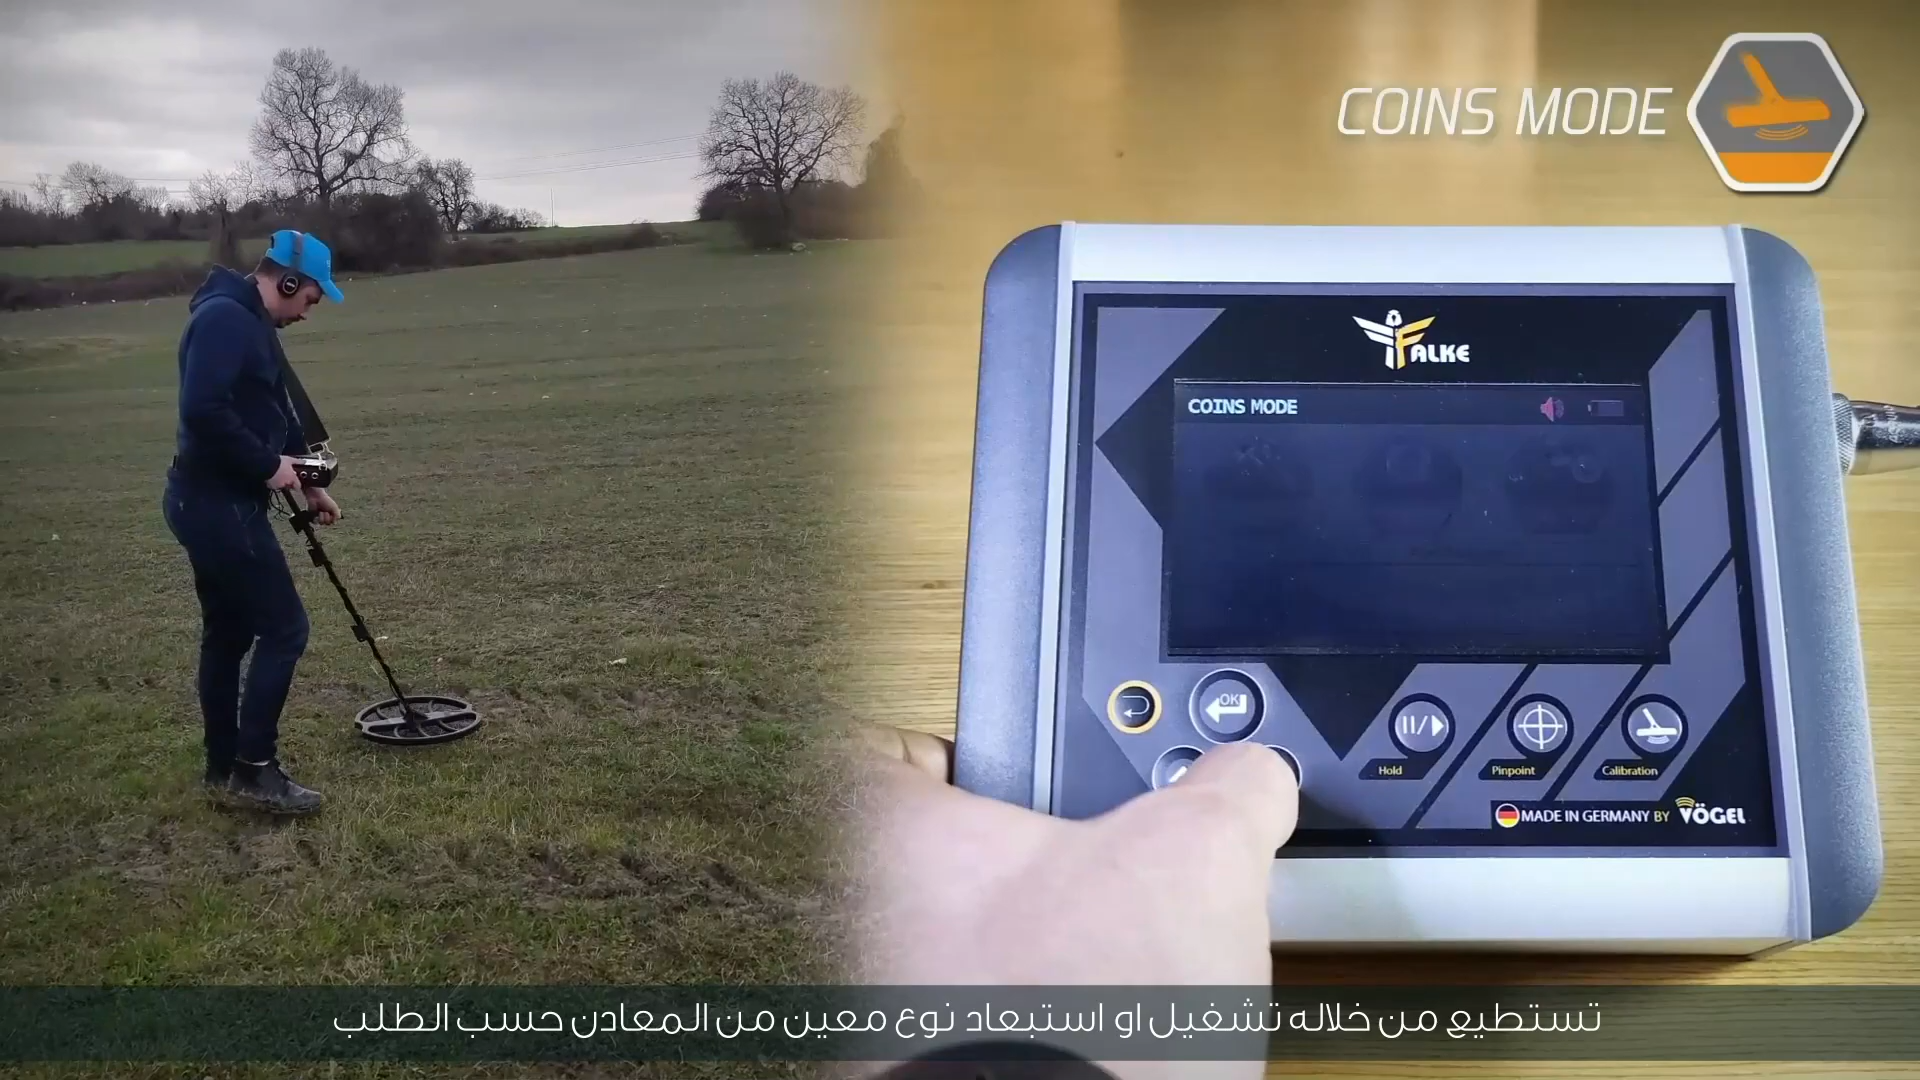 COINS MODE
FALKE
COINS MODE
OK
Hold
Pinpoint
Calibration
MADE IN GERMANY BY VÖGEL
تستطيع من خلاله تشغيل او استبعاد نوع معين من المعادن حسب الطلب